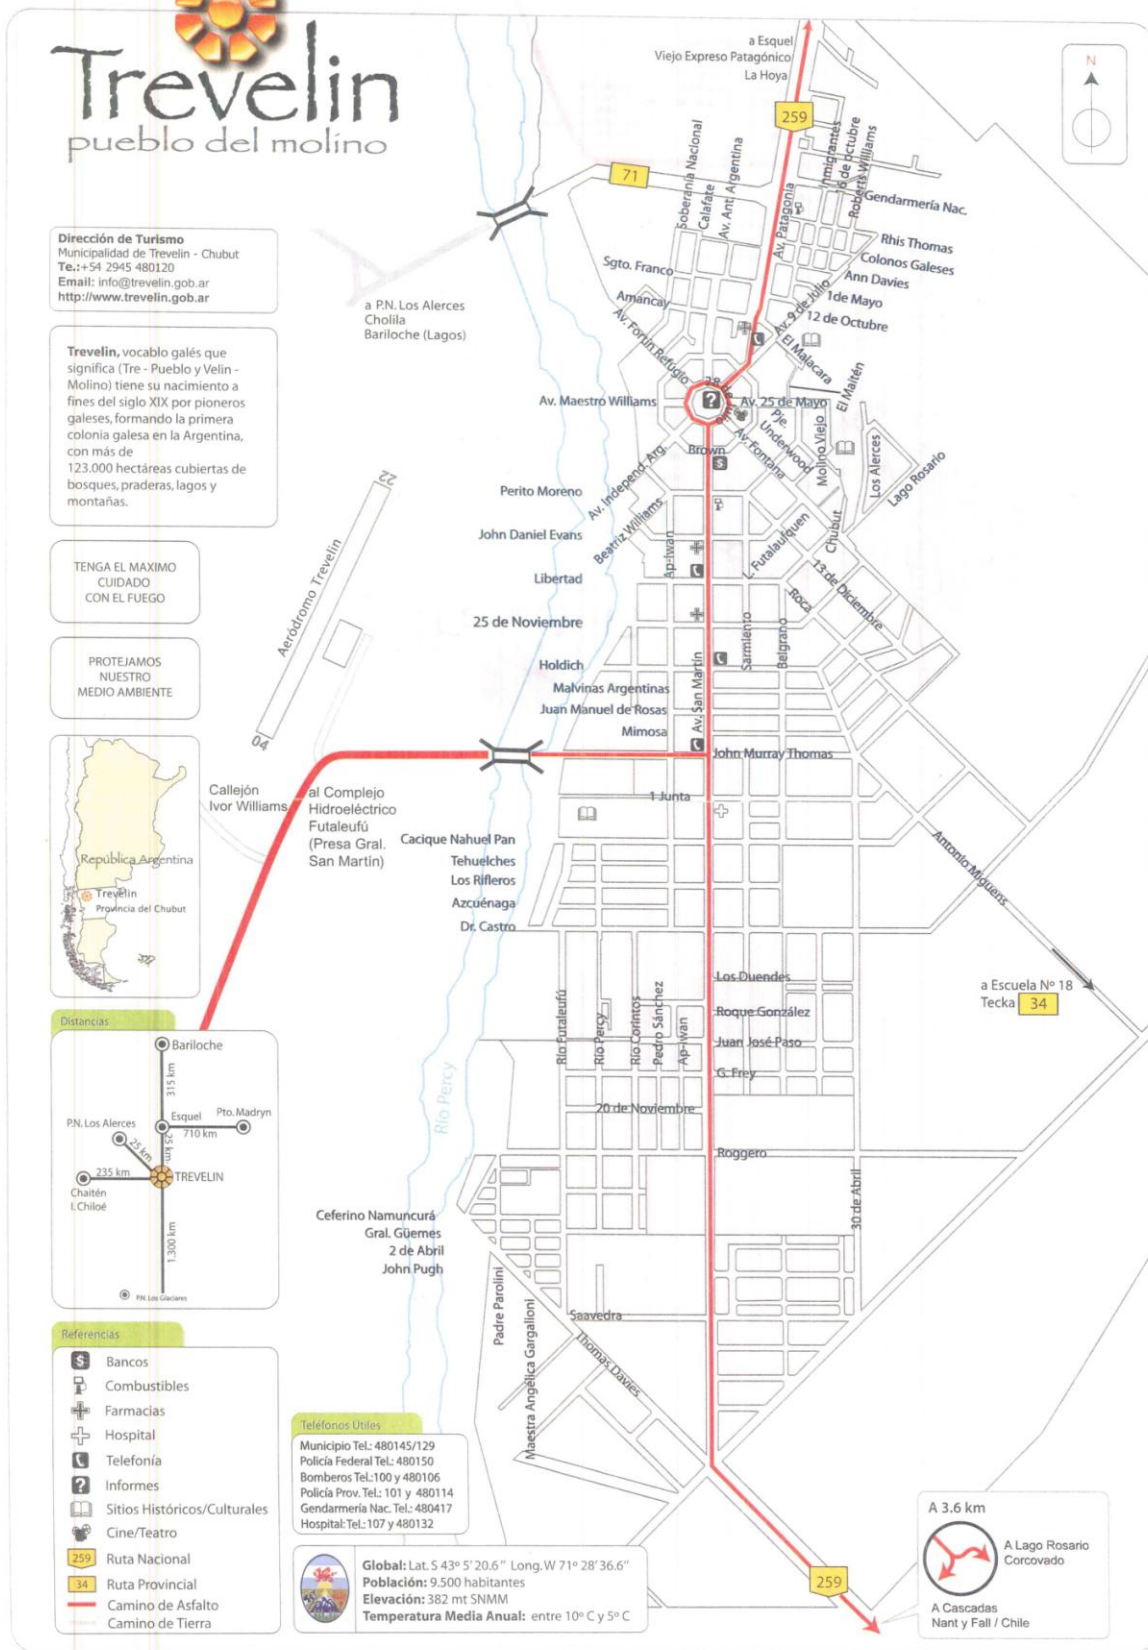 Trevelin
pueblo del molino
Dirección de Turismo
Municipalidad de Trevelin - Chubut
Te.:+54 2945 480120
Email: info@trevelin.gob.ar
http://www.trevelin.gob.ar
Trevelin, vocablo galés que
significa (Tre - Pueblo y Velin -
Molino) tiene su nacimiento a
fines del siglo XIX por pioneros
galeses, formando la primera
colonia galesa en la Argentina,
con más de
123.000 hectáreas cubiertas de
bosques, praderas, lagos y
montañas.
TENGA EL MAXIMO
CUIDADO
CON EL FUEGO
PROTEJAMOS
NUESTRO
MEDIO AMBIENTE
República Argentina
Trevelin
Provincia del Chubut
Distancias
Bariloche
315 km
Esquel
Pto. Madryn
710 km
P.N. Los Alerces
25 km
25 km
235 km
TREVELIN
Chaitén
I. Chiloé
1.300 km
P.N. Los Glaciares
Referencias
Bancos
Combustibles
Farmacias
Hospital
Telefonía
Informes
Sitios Históricos/Culturales
Cine/Teatro
259 Ruta Nacional
34 Ruta Provincial
Camino de Asfalto
Camino de Tierra
Teléfonos Útiles
Municipio Tel.: 480145/129
Policía Federal Tel.: 480150
Bomberos Tel.:100 y 480106
Policía Prov. Tel.: 101 y 480114
Gendarmería Nac. Tel.: 480417
Hospital: Tel.: 107 y 480132
Global: Lat. S 43º 5' 20.6" Long. W 71º 28' 36.6"
Población: 9.500 habitantes
Elevación: 382 mt SNMM
Temperatura Media Anual: entre 10º C y 5º C
a Esquel
Viejo Expreso Patagónico
La Hoya
N
259
71
Soberanía Nacional
Calafate
Av. Ant. Argentina
Av. Patagonia
Inmigrantes
16 de octubre
Roberts Williams
Gendarmería Nac.
Rhis Thomas
Colonos Galeses
Ann Davies
1de Mayo
12 de Octubre
Av. 9 de Julio
El Malacara
El Maitén
Sgto. Franco
Amancay
Av. Fortín Refugio
a P.N. Los Alerces
Cholila
Bariloche (Lagos)
28 de Julio
Av. Maestro Williams
Av. 25 de Mayo
Pje. Underwood
Molino Viejo
Av. Fontana
Brown
Av. Independ. Arg.
Los Alerces
Lago Rosario
Perito Moreno
Beatriz Williams
John Daniel Evans
Ap-Iwan
L. Futalaufquen
Chubut
13 de Diciembre
Roca
Libertad
25 de Noviembre
Sarmiento
Belgrano
Holdich
Malvinas Argentinas
Juan Manuel de Rosas
Mimosa
Av. San Martín
John Murray Thomas
22
Aeródromo Trevelin
04
Callejón
Ivor Williams
al Complejo
Hidroeléctrico
Futaleufú
(Presa Gral.
San Martín)
1 Junta
Cacique Nahuel Pan
Tehuelches
Los Rifleros
Azcuénaga
Dr. Castro
Antonio Miguens
a Escuela Nº 18
Tecka 34
Los Duendes
Roque González
Juan José Paso
G. Frey
Río Futaleufú
Río Percy
Río Corintos
Pedro Sánchez
Ap-iwan
Río Percy
20 de Noviembre
Roggero
30 de Abril
Ceferino Namuncurá
Gral. Güemes
2 de Abril
John Pugh
Padre Parolini
Maestra Angélica Gargalioni
Saavedra
Thomas Davies
259
A 3.6 km
A Lago Rosario
Corcovado
A Cascadas
Nant y Fall / Chile